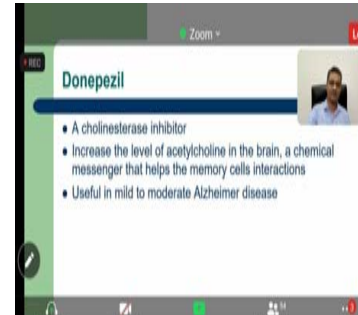 Zoom
REC
Donepezil
• A cholinesterase inhibitor
• Increase the level of acetylcholine in the brain, a chemical
messenger that helps the memory cells interactions
• Useful in mild to moderate Alzheimer disease